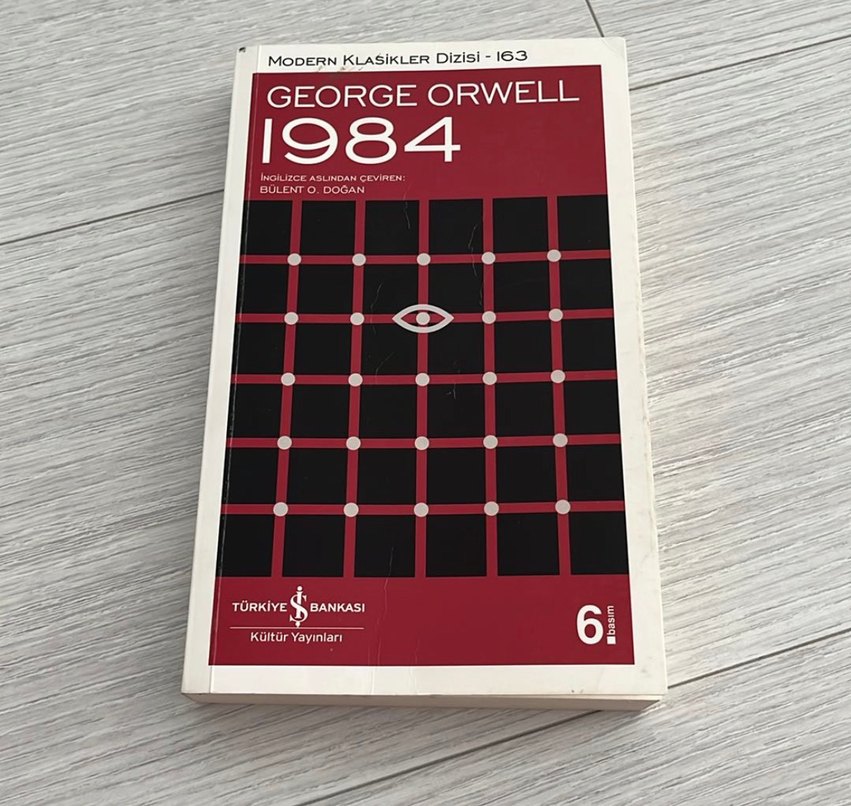 MODERN KLASİKLER DİZİSİ - 163
GEORGE ORWELL
1984
İNGİLİZCE ASLINDAN ÇEVİREN:
BÜLENT O. DOĞAN
TÜRKİYE İŞ BANKASI
Kültür Yayınları
6.basım